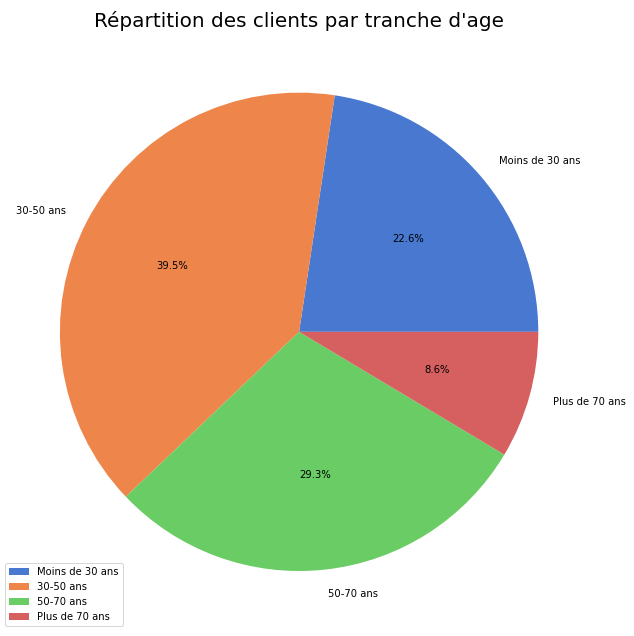 Répartition des clients par tranche d'age
Moins de 30 ans
22.6%
30-50 ans
39.5%
8.6%
Plus de 70 ans
29.3%
50-70 ans
Moins de 30 ans
30-50 ans
50-70 ans
Plus de 70 ans